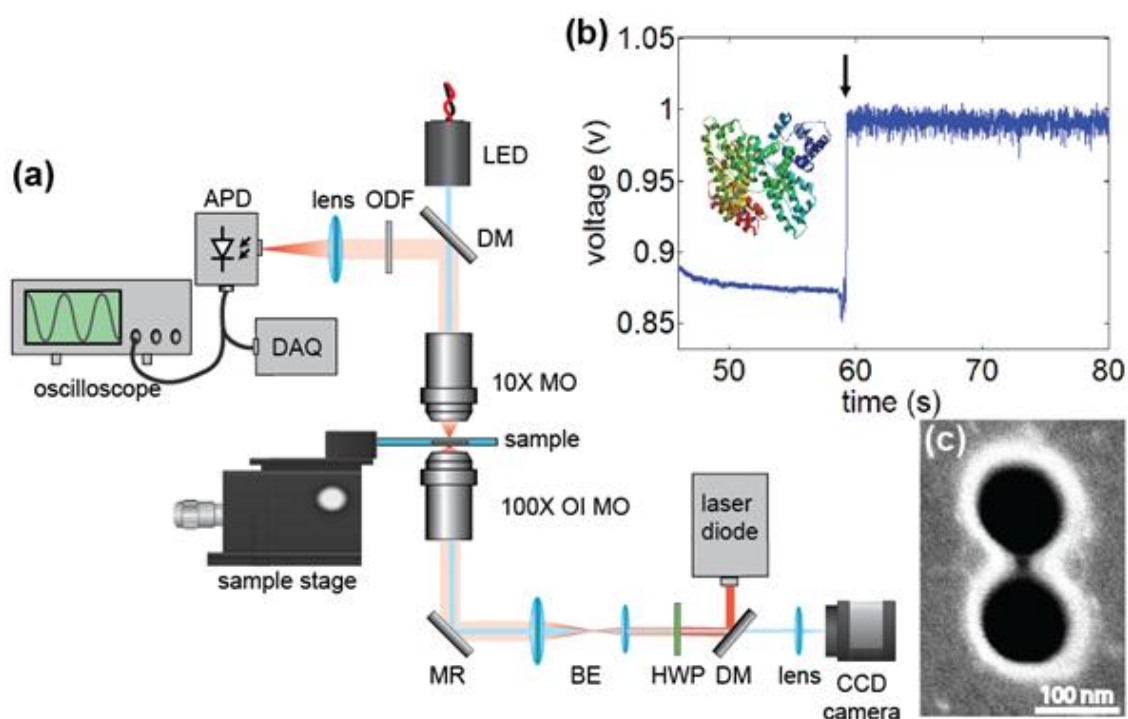 (a)
LED
APD
lens
ODF
DM
oscilloscope
DAQ
10X MO
sample
100X OI MO
sample stage
laser
diode
MR
BE
HWP
DM
lens
CCD
camera
(b)
1.05
1
0.95
0.9
0.85
voltage (v)
50
60
70
80
time (s)
(c)
100 nm